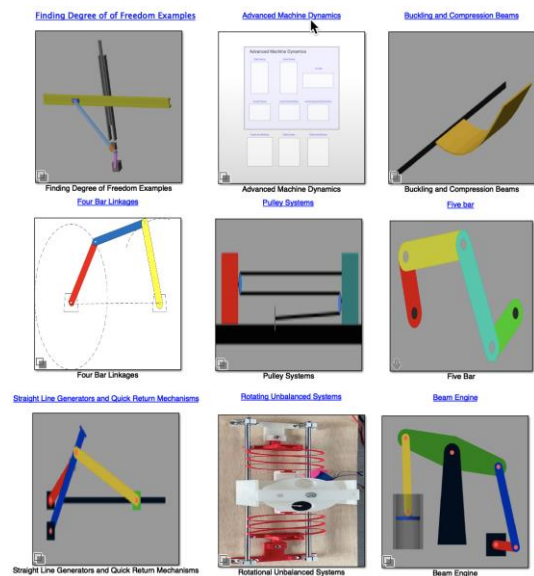 Finding Degree of of Freedom Examples
Advanced Machine Dynamics
Buckling and Compression Beams
Advanced Machine Dynamics
Finding Degree of Freedom Examples
Advanced Machine Dynamics
Buckling and Compression Beams
Four Bar Linkages
Pulley Systems
Five bar
Four Bar Linkages
Pulley Systems
Five Bar
Straight Line Generators and Quick Return Mechanisms
Rotating Unbalanced Systems
Beam Engine
Straight Line Generators and Quick Return Mechanisms
Rotational Unbalanced Systems
Beam Engine